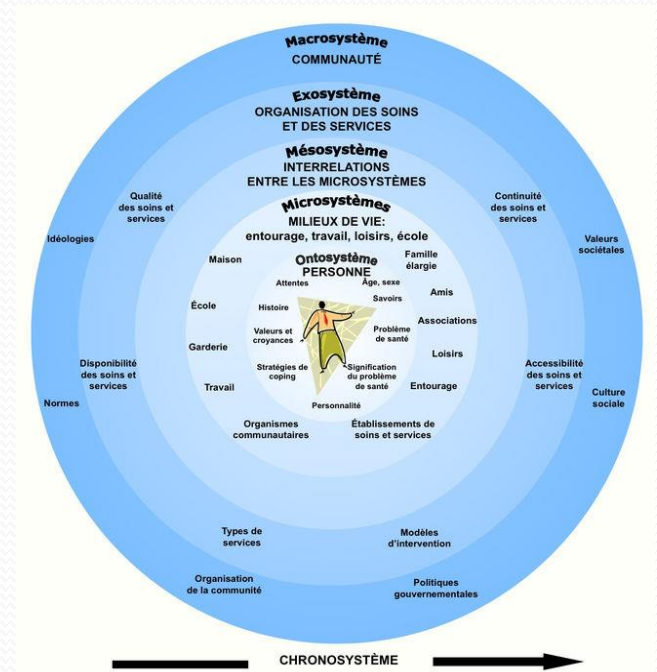 Macrosystème
COMMUNAUTÉ
Exosystème
ORGANISATION DES SOINS
ET DES SERVICES
Mésosystème
INTERRELATIONS
ENTRE LES MICROSYSTÈMES
Microsystèmes
MILIEUX DE VIE:
entourage, travail, loisirs, école
Ontosystème
PERSONNE
Qualité
des soins et
services
Continuité
des soins et
services
Idéologies
Valeurs
sociétales
Maison
Famille
élargie
Attentes
Âge, sexe
Savoirs
Amis
École
Histoire
Associations
Valeurs et
croyances
Problème
de santé
Garderie
Loisirs
Disponibilité
des soins et
services
Stratégies de
coping
Signification
du problème
de santé
Accessibilité
des soins et
services
Travail
Entourage
Normes
Culture
sociale
Personnalité
Organismes
communautaires
Établissements de
soins et services
Types de
services
Modèles
d'intervention
Organisation
de la communité
Politiques
gouvernementales
CHRONOSYSTÈME